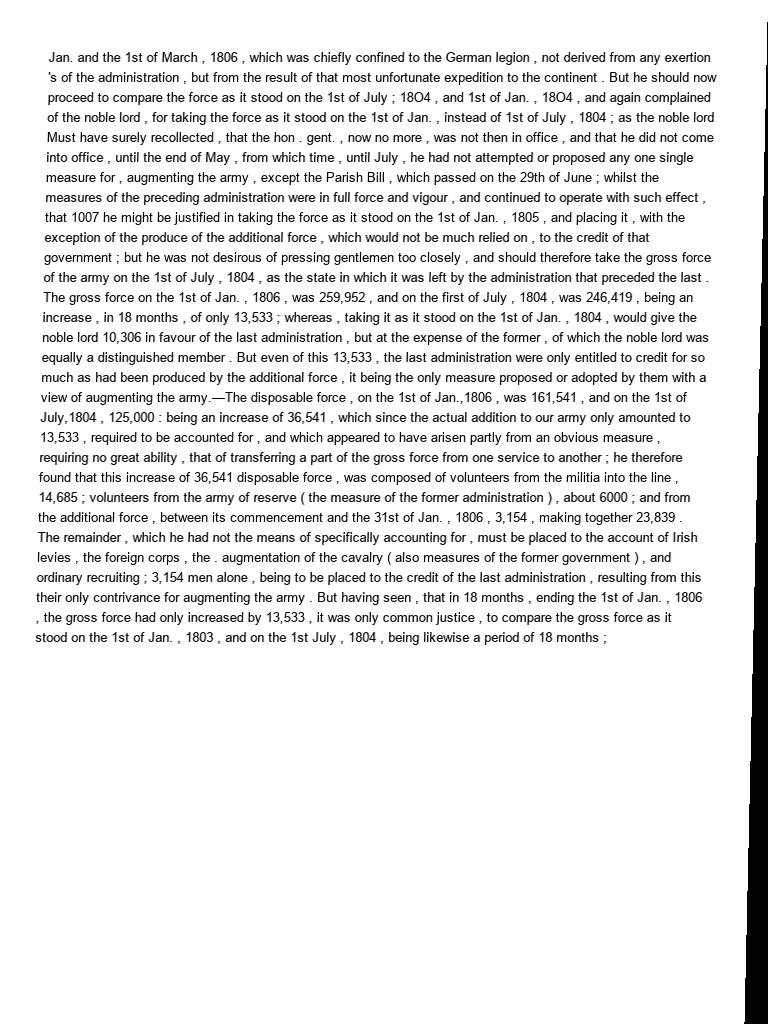 Jan. and the 1st of March , 1806 , which was chiefly confined to the German legion , not derived from any exertion
's of the administration , but from the result of that most unfortunate expedition to the continent . But he should now
proceed to compare the force as it stood on the 1st of July ; 18O4 , and 1st of Jan. , 18O4 , and again complained
of the noble lord , for taking the force as it stood on the 1st of Jan. , instead of 1st of July , 1804 ; as the noble lord
Must have surely recollected , that the hon . gent. , now no more , was not then in office , and that he did not come
into office , until the end of May , from which time , until July , he had not attempted or proposed any one single
measure for , augmenting the army , except the Parish Bill , which passed on the 29th of June ; whilst the
measures of the preceding administration were in full force and vigour , and continued to operate with such effect ,
that 1007 he might be justified in taking the force as it stood on the 1st of Jan. , 1805 , and placing it , with the
exception of the produce of the additional force , which would not be much relied on , to the credit of that
government ; but he was not desirous of pressing gentlemen too closely , and should therefore take the gross force
of the army on the 1st of July , 1804 , as the state in which it was left by the administration that preceded the last .
The gross force on the 1st of Jan. , 1806 , was 259,952 , and on the first of July , 1804 , was 246,419 , being an
increase , in 18 months , of only 13,533 ; whereas , taking it as it stood on the 1st of Jan. , 1804 , would give the
noble lord 10,306 in favour of the last administration , but at the expense of the former , of which the noble lord was
equally a distinguished member . But even of this 13,533 , the last administration were only entitled to credit for so
much as had been produced by the additional force , it being the only measure proposed or adopted by them with a
view of augmenting the army.—The disposable force , on the 1st of Jan.,1806 , was 161,541 , and on the 1st of
July,1804 , 125,000 : being an increase of 36,541 , which since the actual addition to our army only amounted to
13,533 , required to be accounted for , and which appeared to have arisen partly from an obvious measure ,
requiring no great ability , that of transferring a part of the gross force from one service to another ; he therefore
found that this increase of 36,541 disposable force , was composed of volunteers from the militia into the line ,
14,685 ; volunteers from the army of reserve ( the measure of the former administration ) , about 6000 ; and from
the additional force , between its commencement and the 31st of Jan. , 1806 , 3,154 , making together 23,839 .
The remainder , which he had not the means of specifically accounting for , must be placed to the account of Irish
levies , the foreign corps , the . augmentation of the cavalry ( also measures of the former government ) , and
ordinary recruiting ; 3,154 men alone , being to be placed to the credit of the last administration , resulting from this
their only contrivance for augmenting the army . But having seen , that in 18 months , ending the 1st of Jan. , 1806
, the gross force had only increased by 13,533 , it was only common justice , to compare the gross force as it
stood on the 1st of Jan. , 1803 , and on the 1st July , 1804 , being likewise a period of 18 months ;